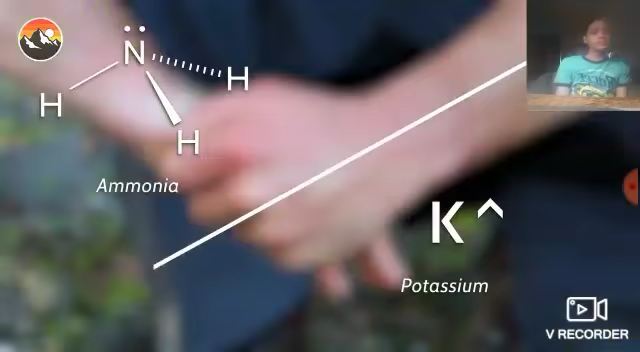 N
H
H
H
Ammonia
K ^
Potassium
V RECORDER